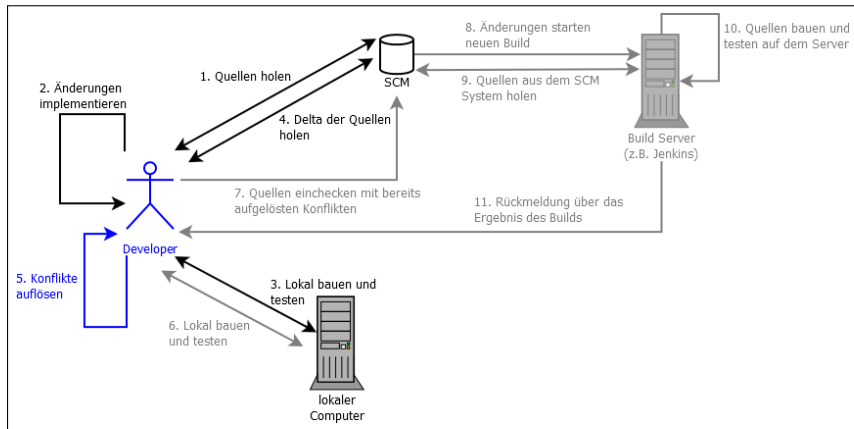 1. Quellen holen
2. Änderungen
implementieren
SCM
4. Delta der Quellen
holen
8. Änderungen starten
neuen Build
9. Quellen aus dem SCM
System holen
10. Quellen bauen und
testen auf dem Server
Build Server
(z.B. Jenkins)
7. Quellen einchecken mit bereits
aufgelösten Konflikten
11. Rückmeldung über das
Ergebnis des Builds
Developer
5. Konflikte
auflösen
3. Lokal bauen und
testen
6. Lokal bauen
und testen
lokaler
Computer